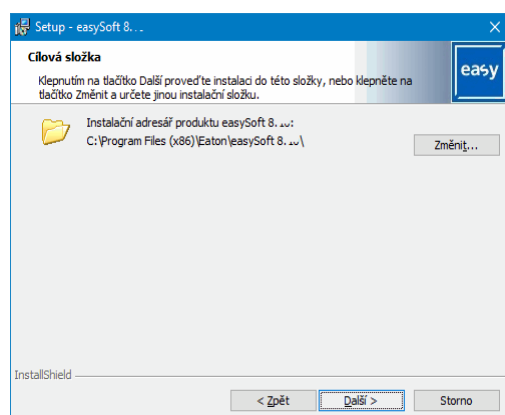 Setup - easySoft 8...
Cílová složka
Klepnutím na tlačítko Další proveďte instalaci do této složky, nebo klepněte na
tlačítko Změnit a určete jinou instalační složku.
easy
Instalační adresář produktu easySoft 8.
C:\Program Files (x86)\Eaton\easySoft 8.
Změnit...
InstallShield
< Zpět
Další >
Storno